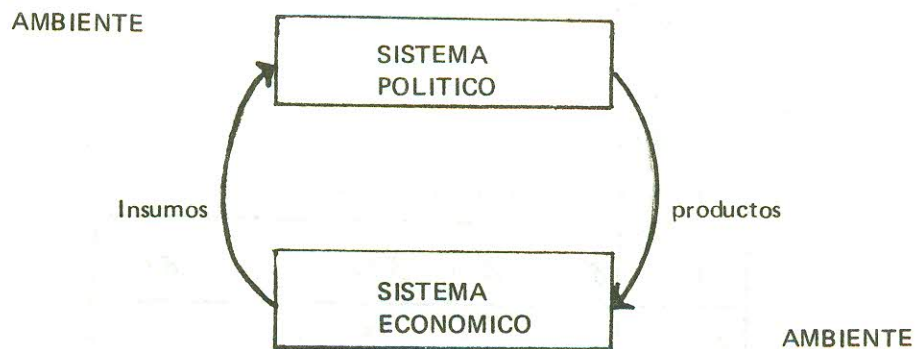 AMBIENTE
SISTEMA
POLITICO
Insumos
productos
SISTEMA
ECONOMICO
AMBIENTE